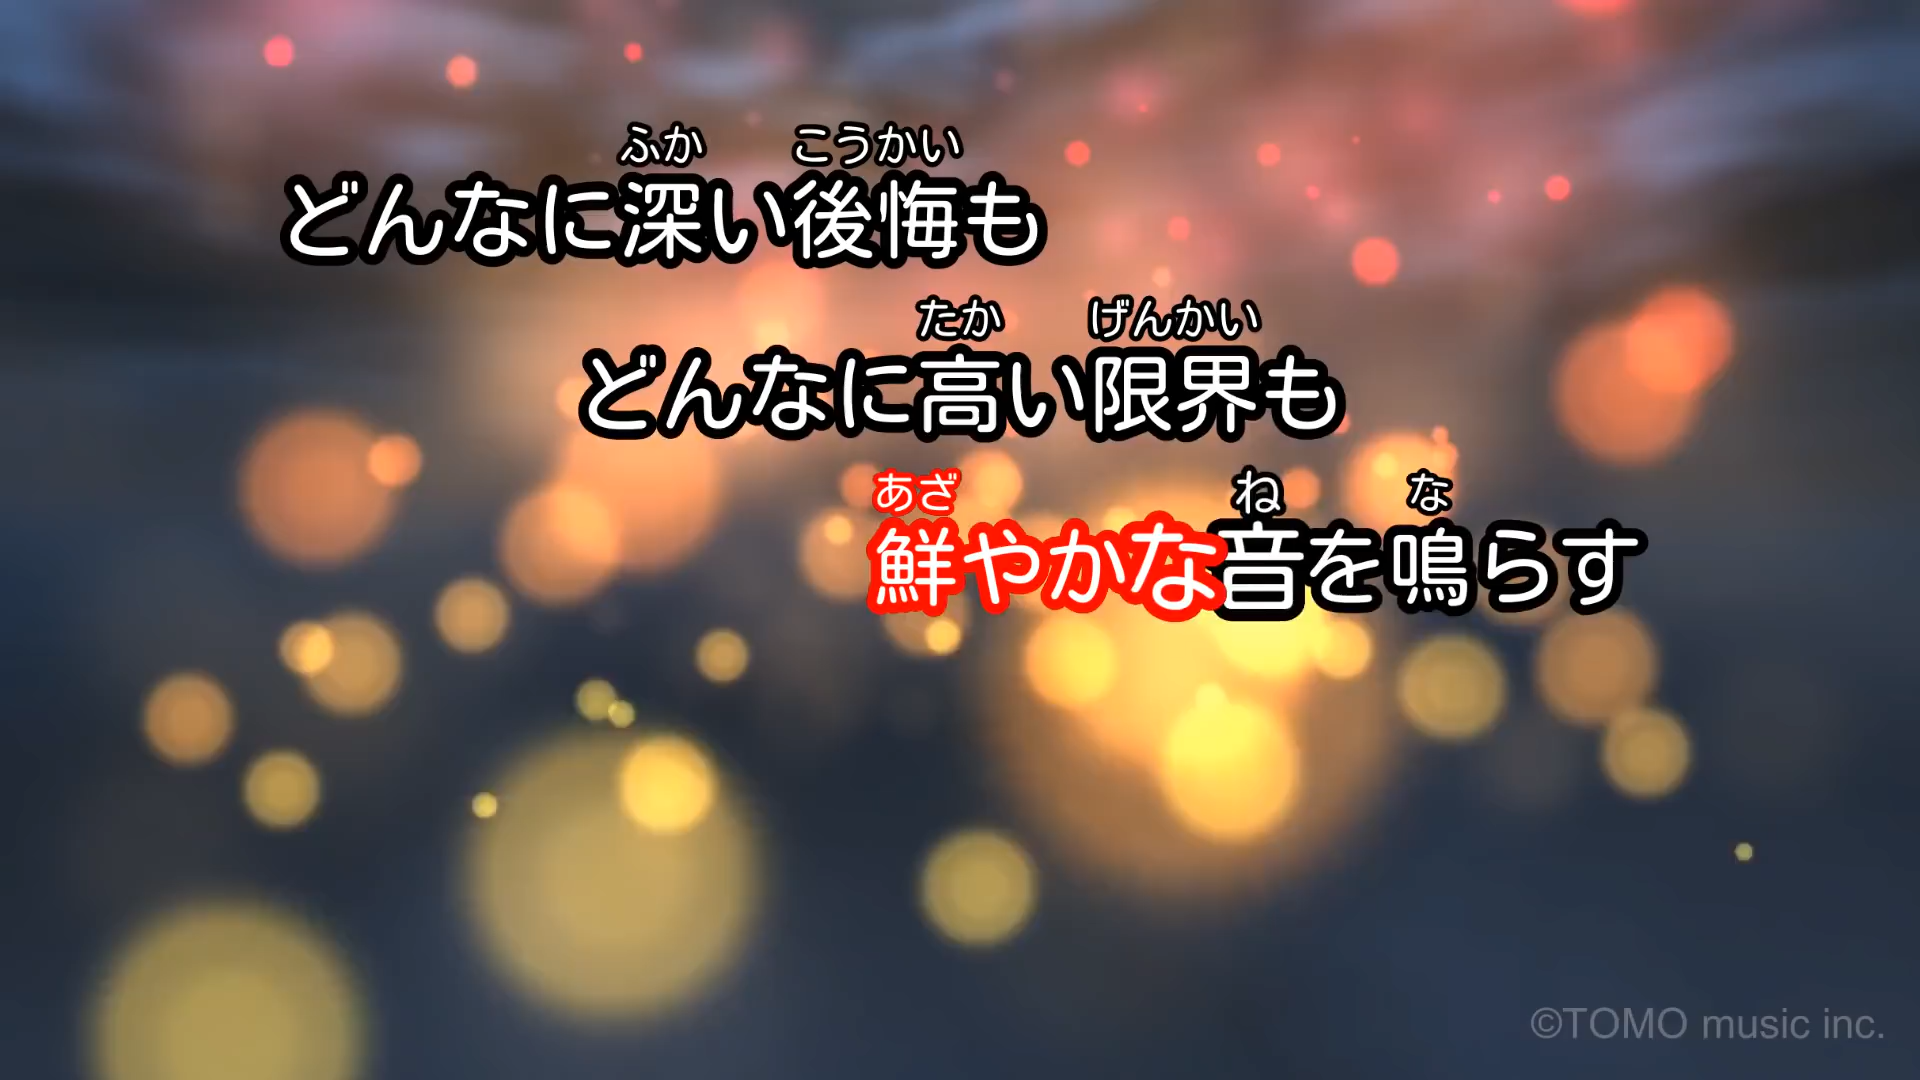 ふか こうかい
どんなに深い後悔も
たか げんかい
どんなに高い限界も
あざ ね な
鮮やかな音を鳴らす
©TOMO music inc.